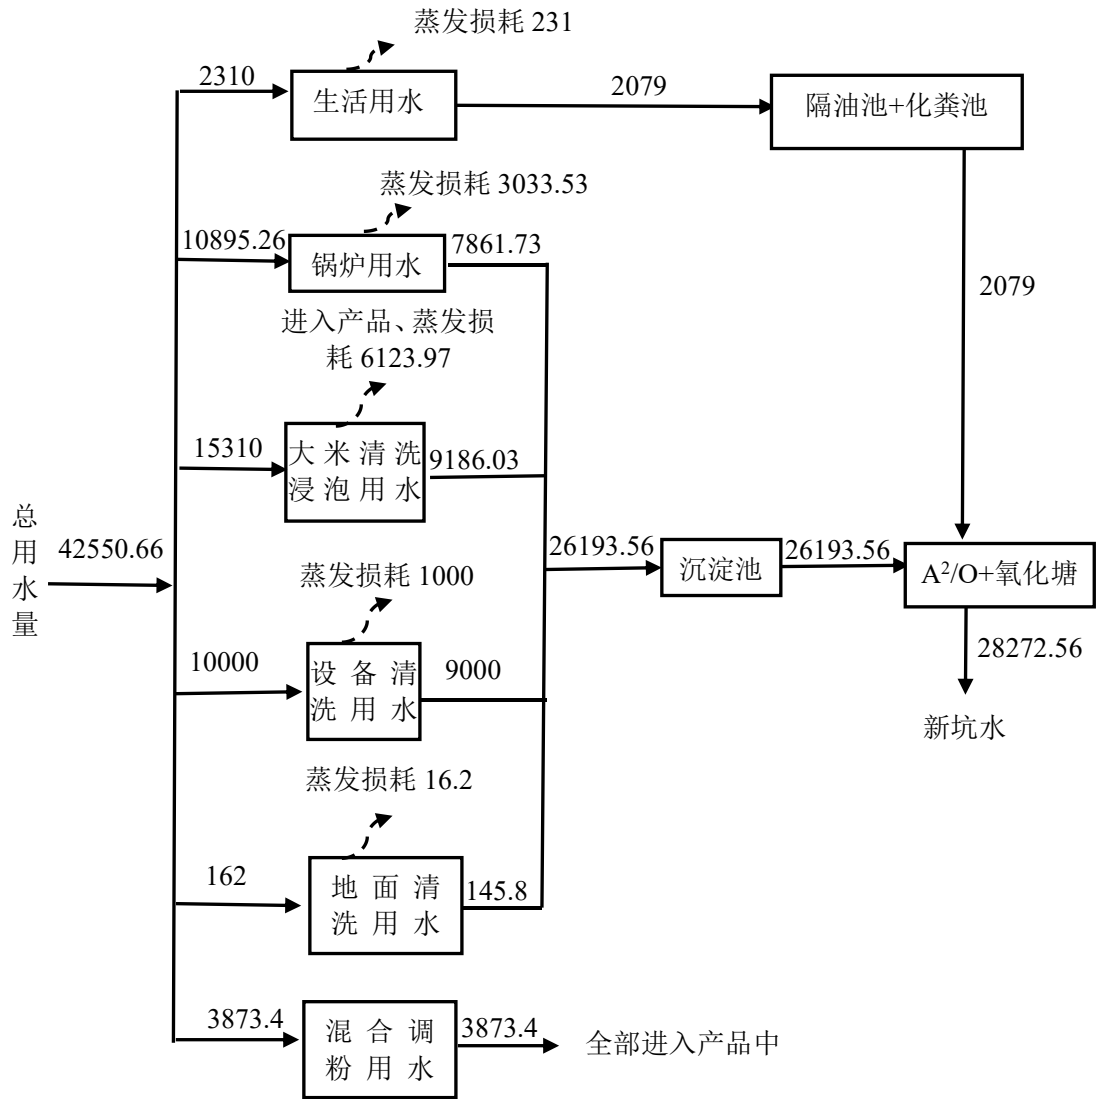 蒸发损耗 231
2310
生活用水
2079
隔油池+化粪池
蒸发损耗 3033.53
10895.26
锅炉用水
7861.73
2079
进入产品、蒸发损
耗 6123.97
15310
大米清洗
浸泡用水
9186.03
总用水量
42550.66
26193.56
沉淀池
26193.56
A²/O+氧化塘
蒸发损耗 1000
10000
设备清
洗用水
9000
28272.56
新坑水
蒸发损耗 16.2
162
地面清
洗用水
145.8
3873.4
混合调
粉用水
3873.4
全部进入产品中